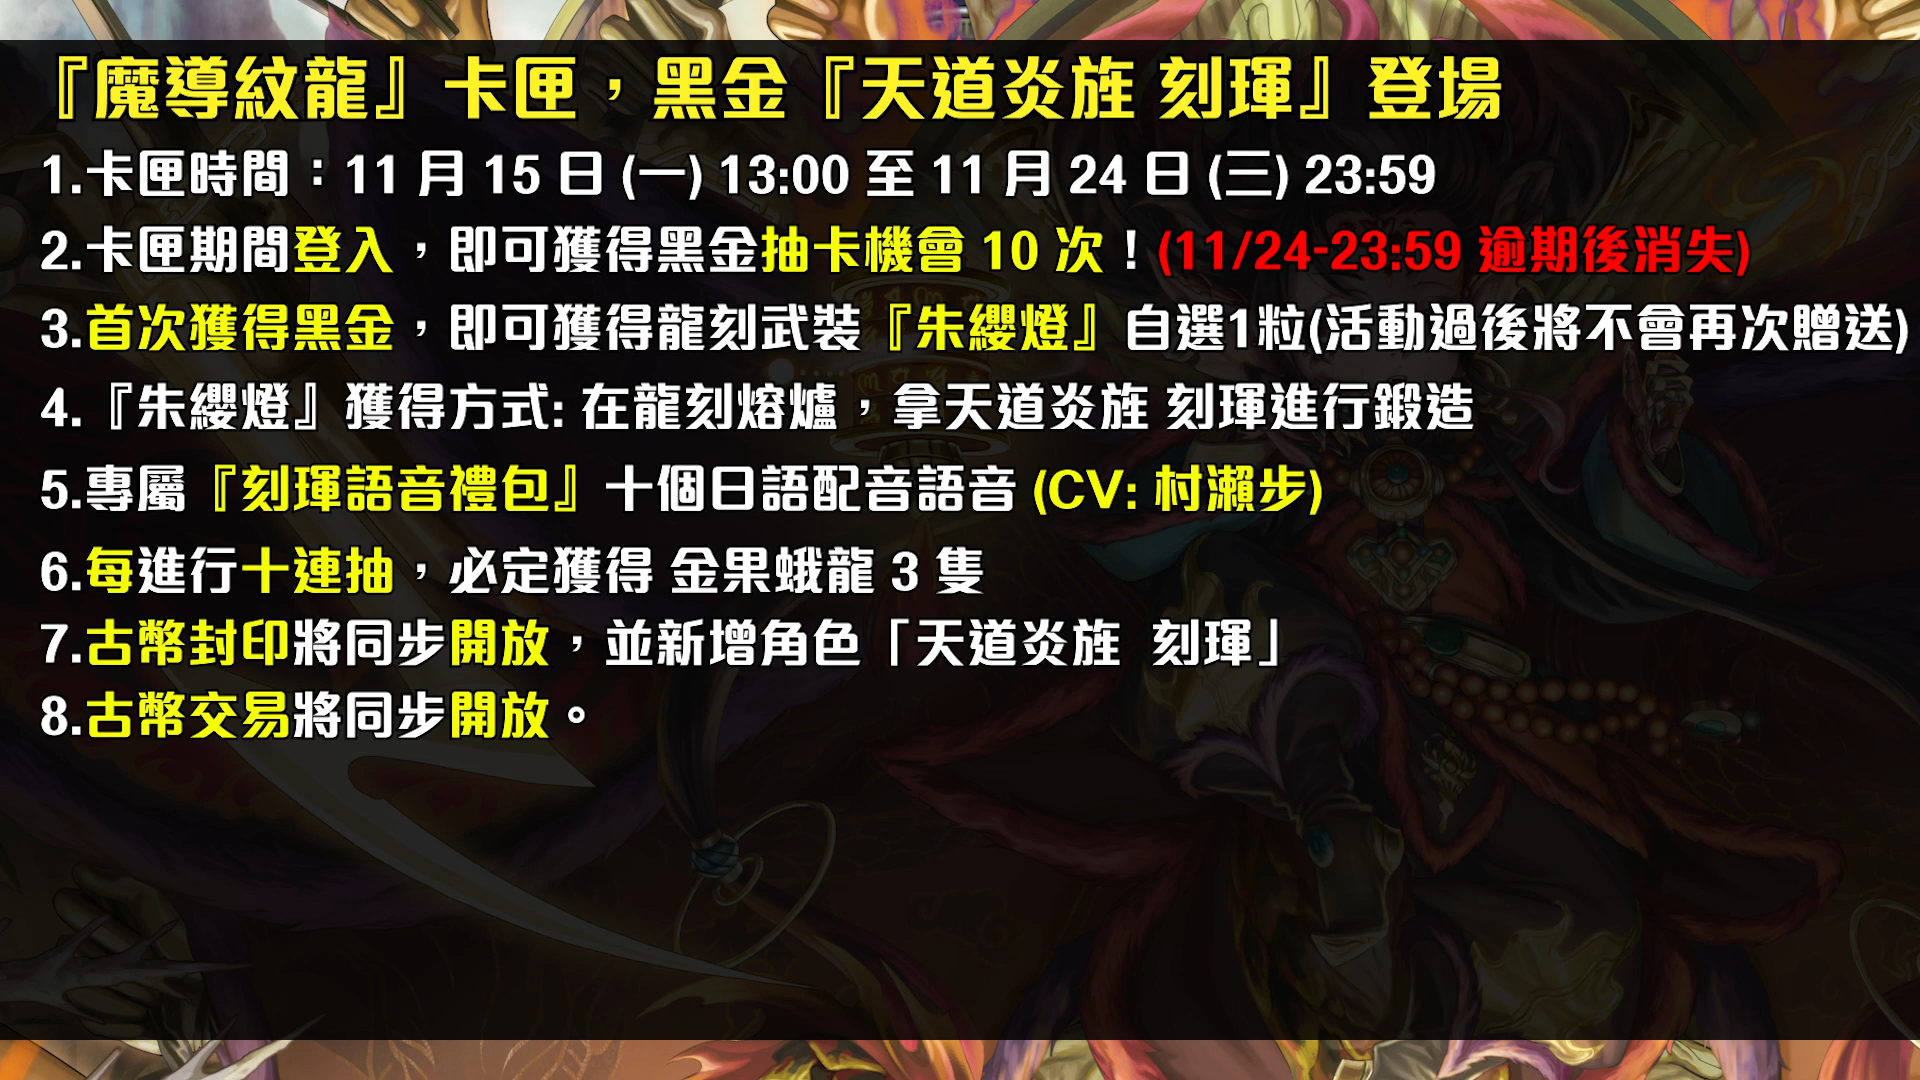 『魔導紋龍』卡匣，黑金『天道炎旌 刻琿』登場
1.卡匣時間：11 月 15 日 (一) 13:00 至 11 月 24 日 (三) 23:59
2.卡匣期間登入，即可獲得黑金抽卡機會 10 次！(11/24-23:59 逾期後消失)
3.首次獲得黑金，即可獲得龍刻武裝『朱纓燈』自選1粒(活動過後將不會再次贈送)
4.『朱纓燈』獲得方式: 在龍刻熔爐，拿天道炎旌 刻琿進行鍛造
5.專屬『刻琿語音禮包』十個日語配音語音 (CV: 村瀨步)
6.每進行十連抽，必定獲得 金果蛾龍 3 隻
7.古幣封印將同步開放，並新增角色「天道炎旌 刻琿」
8.古幣交易將同步開放。